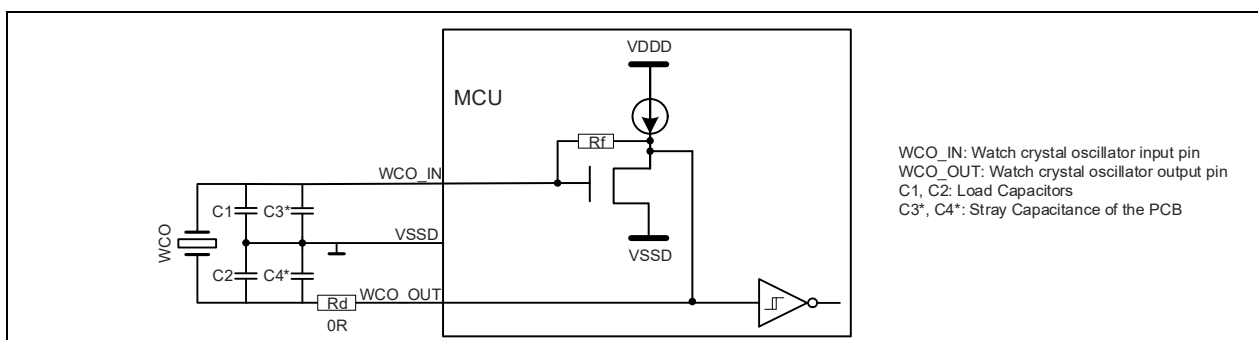 VDDD
MCU
Rf
WCO_IN
C1
C3*
VSSD
WCO
VSSD
C2
C4*
Rd
WCO_OUT
0R
WCO_IN: Watch crystal oscillator input pin
WCO_OUT: Watch crystal oscillator output pin
C1, C2: Load Capacitors
C3*, C4*: Stray Capacitance of the PCB